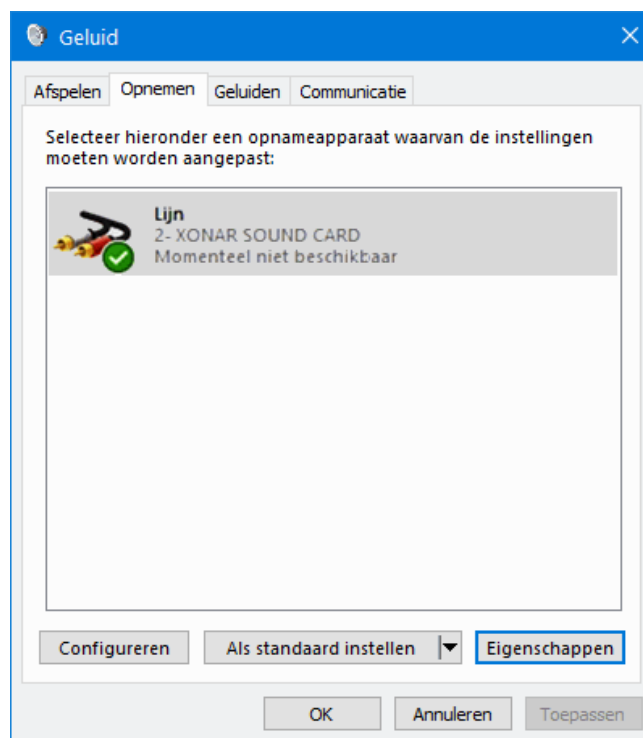 Geluid
Afspelen Opnemen Geluiden Communicatie
Selecteer hieronder een opnameapparaat waarvan de instellingen
moeten worden aangepast:
Lijn
2- XONAR SOUND CARD
Momenteel niet beschikbaar
Configureren Als standaard instellen Eigenschappen
OK Annuleren Toepassen